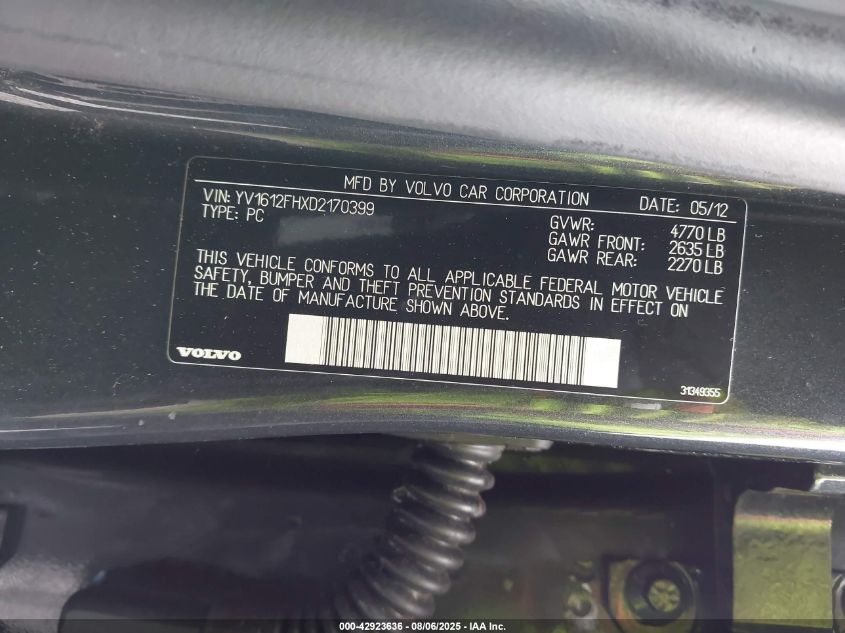 MFD BY VOLVO CAR CORPORATION DATE: 05/12
VIN: YV1612FHXD2170399
TYPE: PC
GVWR: 4770 LB
GAWR FRONT: 2635 LB
GAWR REAR: 2270 LB
THIS VEHICLE CONFORMS TO ALL APPLICABLE FEDERAL MOTOR VEHICLE
SAFETY, BUMPER AND THEFT PREVENTION STANDARDS IN EFFECT ON
THE DATE OF MANUFACTURE SHOWN ABOVE.
VOLVO
31349355
000-42923636 - 08/06/2025 - IAA Inc.